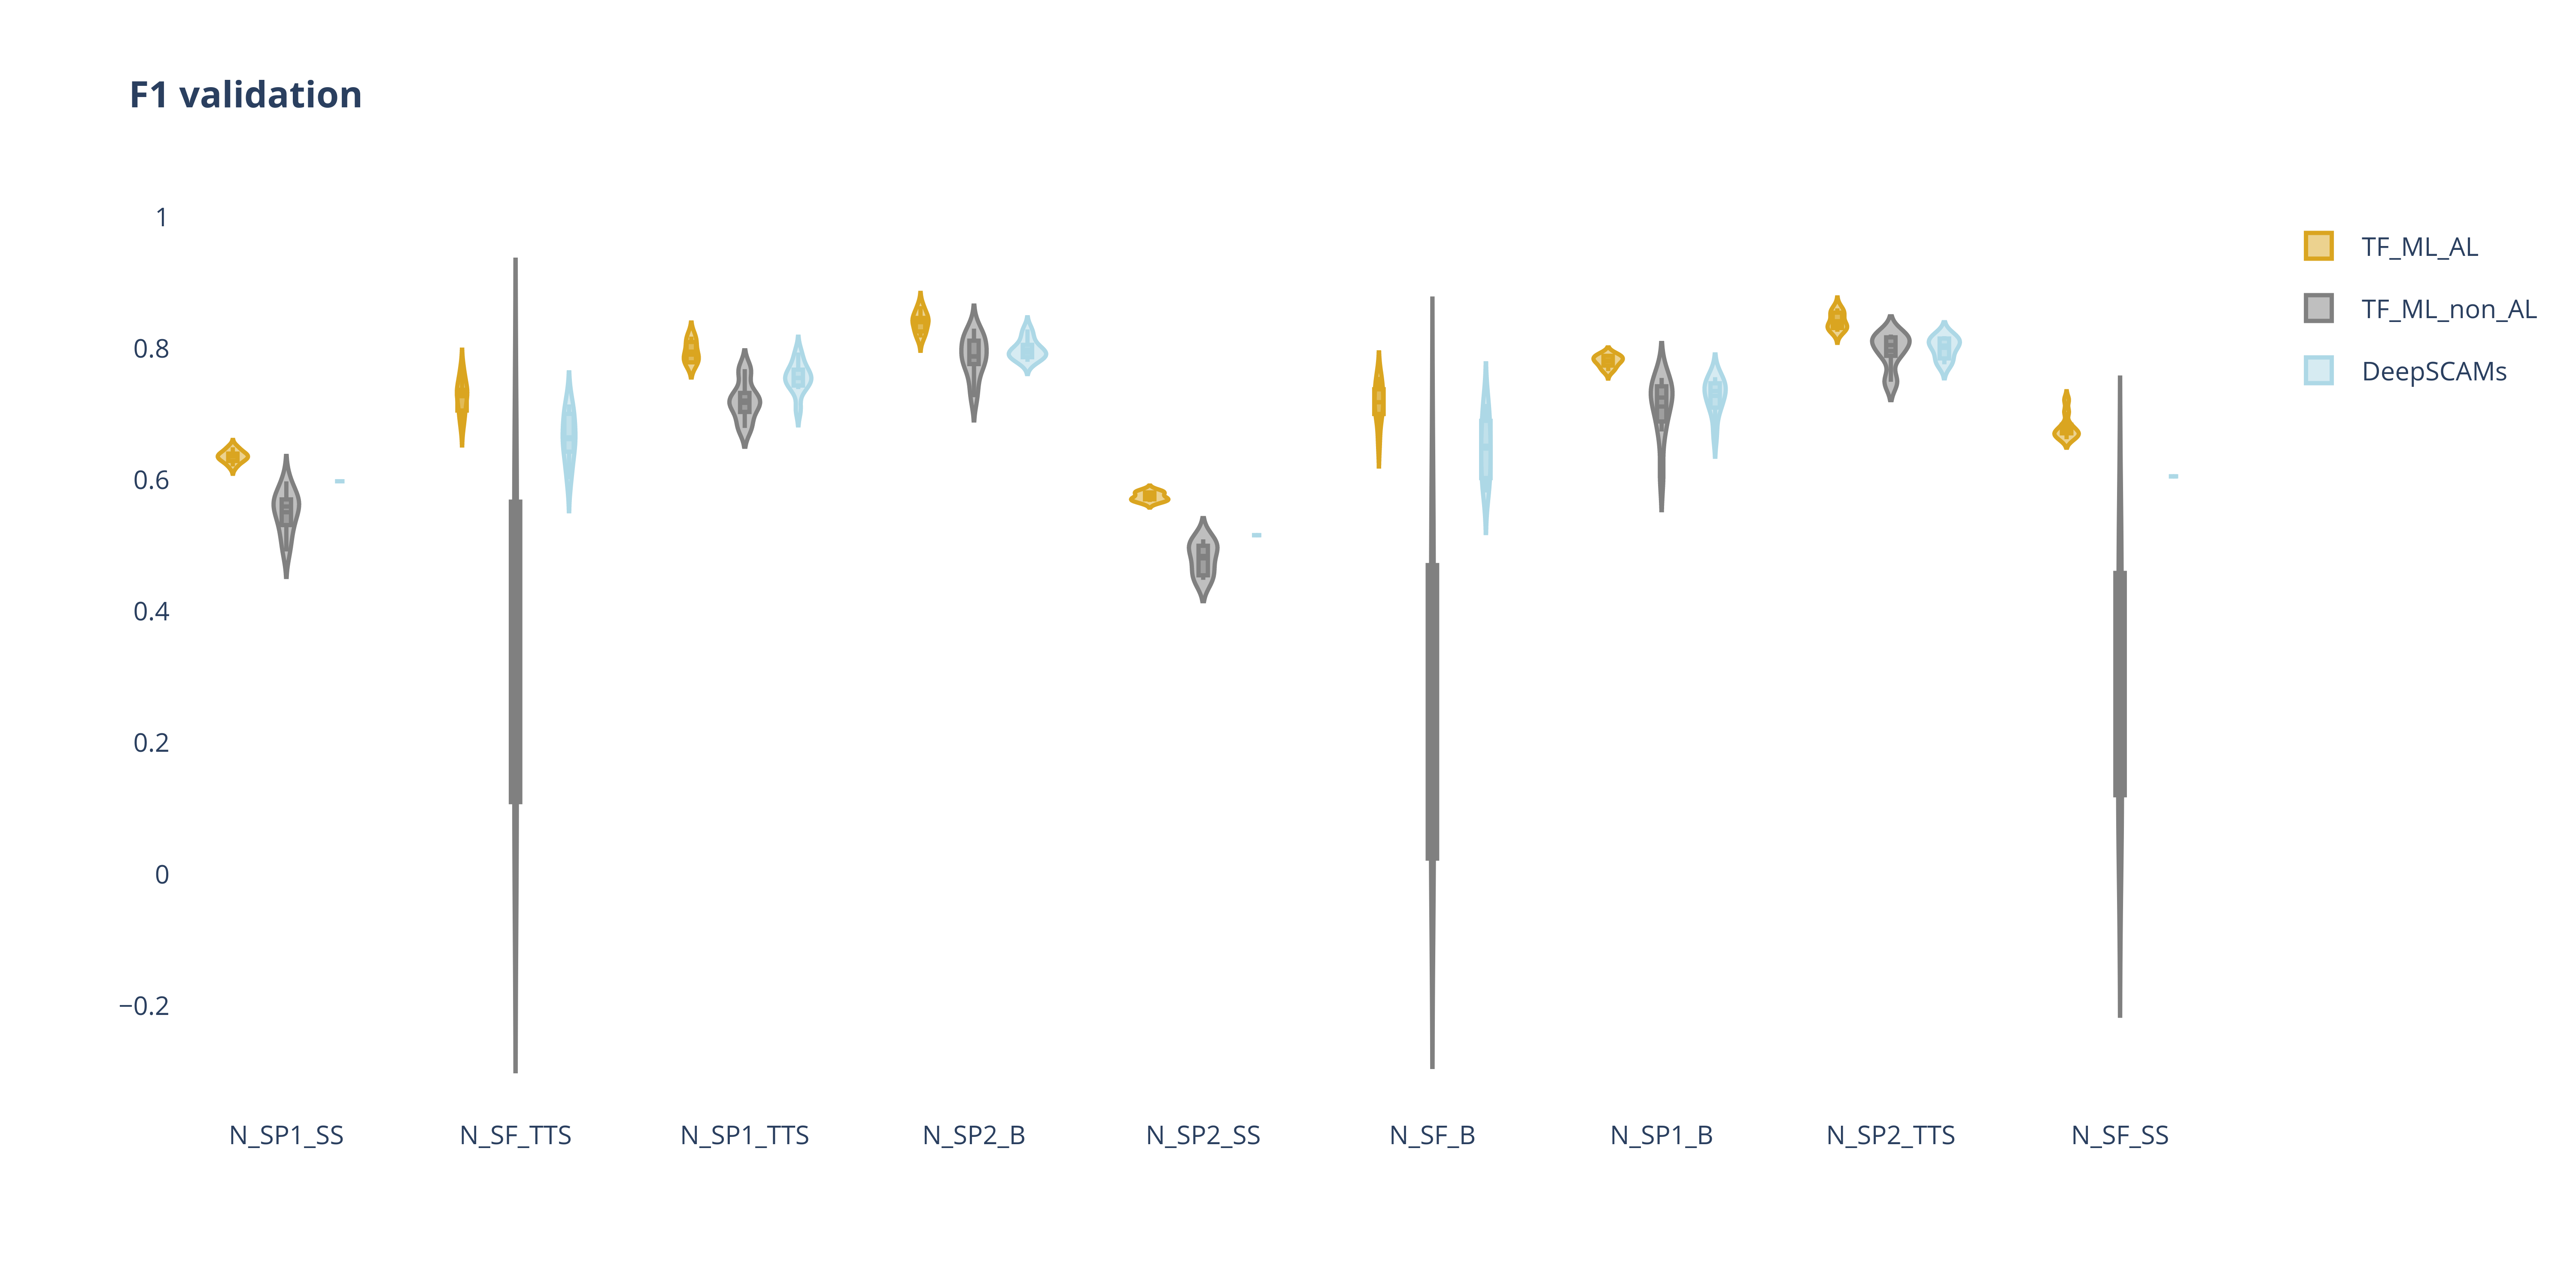 F1 validation
1
0.8
0.6
0.4
0.2
0
−0.2
N_SP1_SS
N_SF_TTS
N_SP1_TTS
N_SP2_B
N_SP2_SS
N_SF_B
N_SP1_B
N_SP2_TTS
N_SF_SS
TF_ML_AL
TF_ML_non_AL
DeepSCAMs